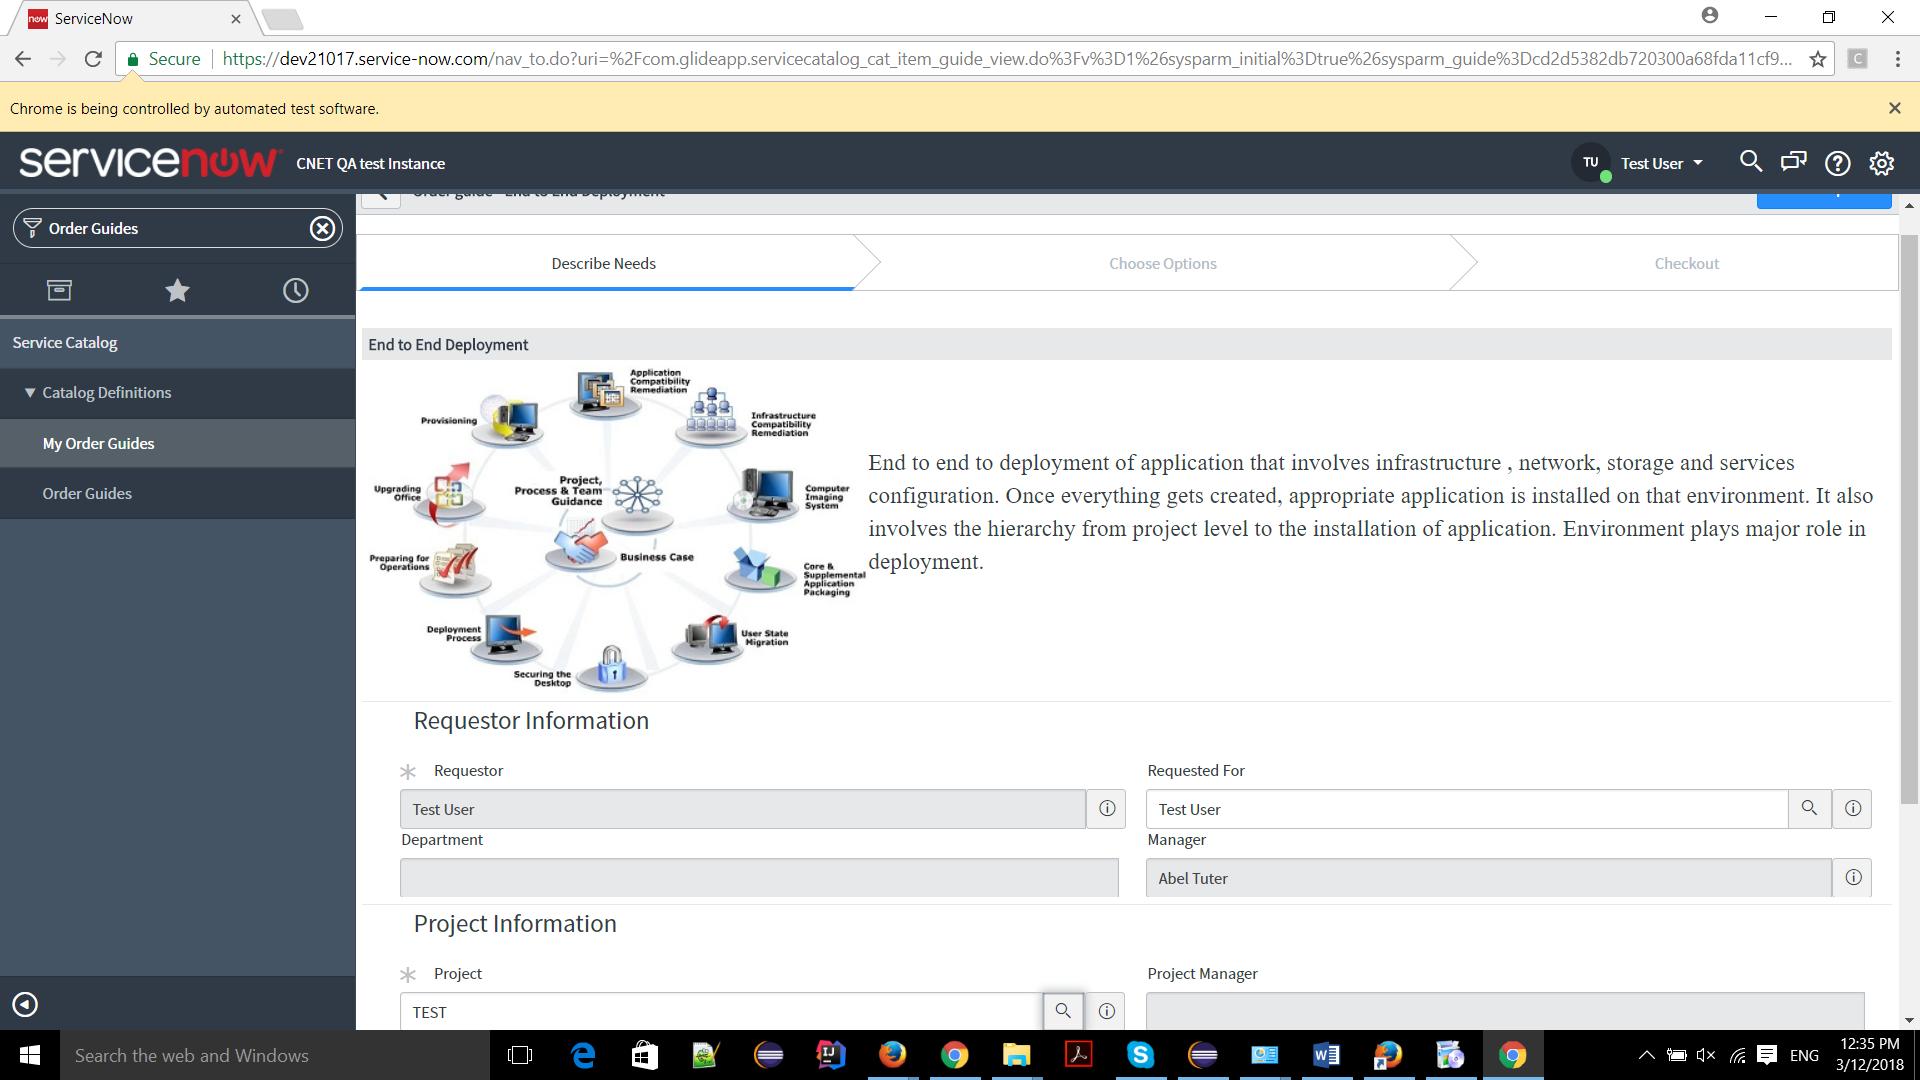 ServiceNow
Secure https://dev21017.service-now.com/nav_to.do?uri=%2Fcom.glideapp.servicecatalog_cat_item_guide_view.do%3Fv%3D1%26sysparm_initial%3Dtrue%26sysparm_guide%3Dcd2d5382db720300a68fda11cf9...
Chrome is being controlled by automated test software.
servicenow CNET QA test Instance
TU Test User
Order guide - End to End Deployment
Order Guides
Service Catalog
Catalog Definitions
My Order Guides
Order Guides
Describe Needs
Choose Options
Checkout
End to End Deployment
Application
Compatibility
Remediation
Provisioning
Infrastructure
Compatibility
Remediation
Upgrading
Office
Project,
Process & Team
Guidance
Computer
Imaging
System
Preparing for
Operations
Business Case
Core &
Supplemental
Application
Packaging
Deployment
Process
User State
Migration
Securing the
Desktop
End to end to deployment of application that involves infrastructure , network, storage and services
configuration. Once everything gets created, appropriate application is installed on that environment. It also
involves the hierarchy from project level to the installation of application. Environment plays major role in
deployment.
Requestor Information
Requestor
Test User
Requested For
Test User
Department
Manager
Abel Tuter
Project Information
Project
TEST
Project Manager
Search the web and Windows
ENG
12:35 PM
3/12/2018